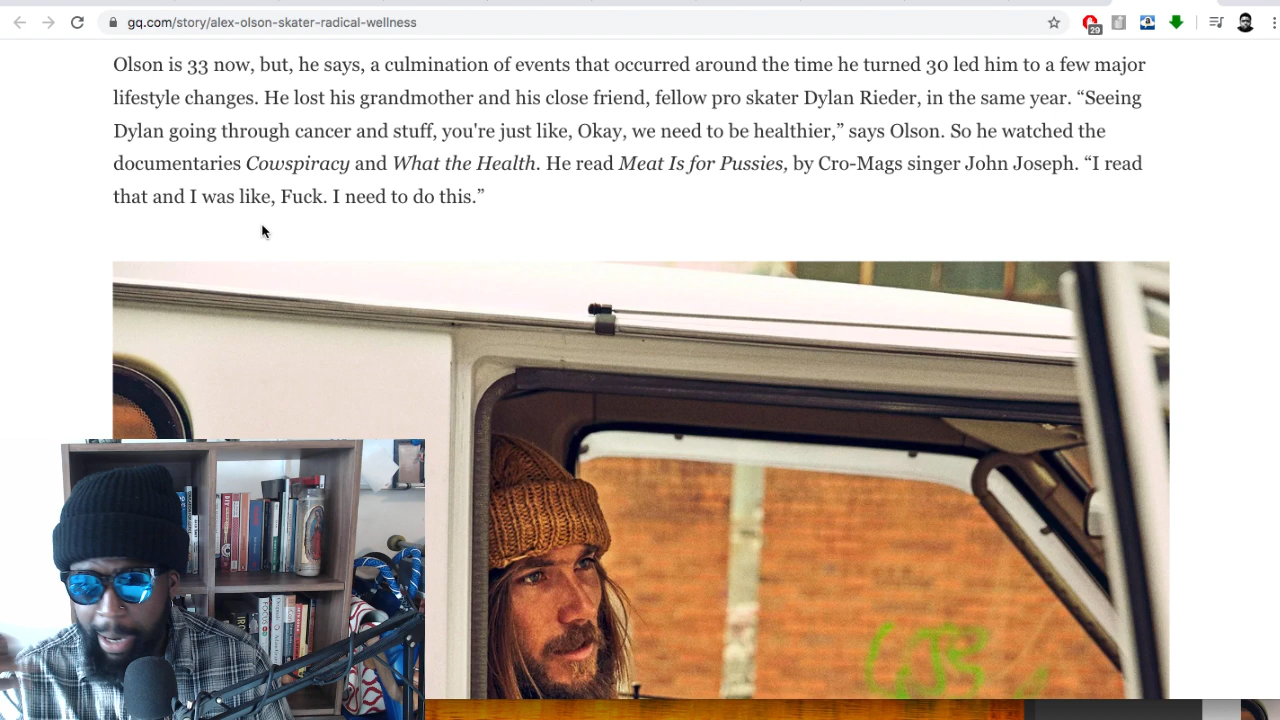 gq.com/story/alex-olson-skater-radical-wellness
29
Olson is 33 now, but, he says, a culmination of events that occurred around the time he turned 30 led him to a few major
lifestyle changes. He lost his grandmother and his close friend, fellow pro skater Dylan Rieder, in the same year. “Seeing
Dylan going through cancer and stuff, you're just like, Okay, we need to be healthier,” says Olson. So he watched the
documentaries Cowspiracy and What the Health. He read Meat Is for Pussies, by Cro-Mags singer John Joseph. “I read
that and I was like, Fuck. I need to do this.”